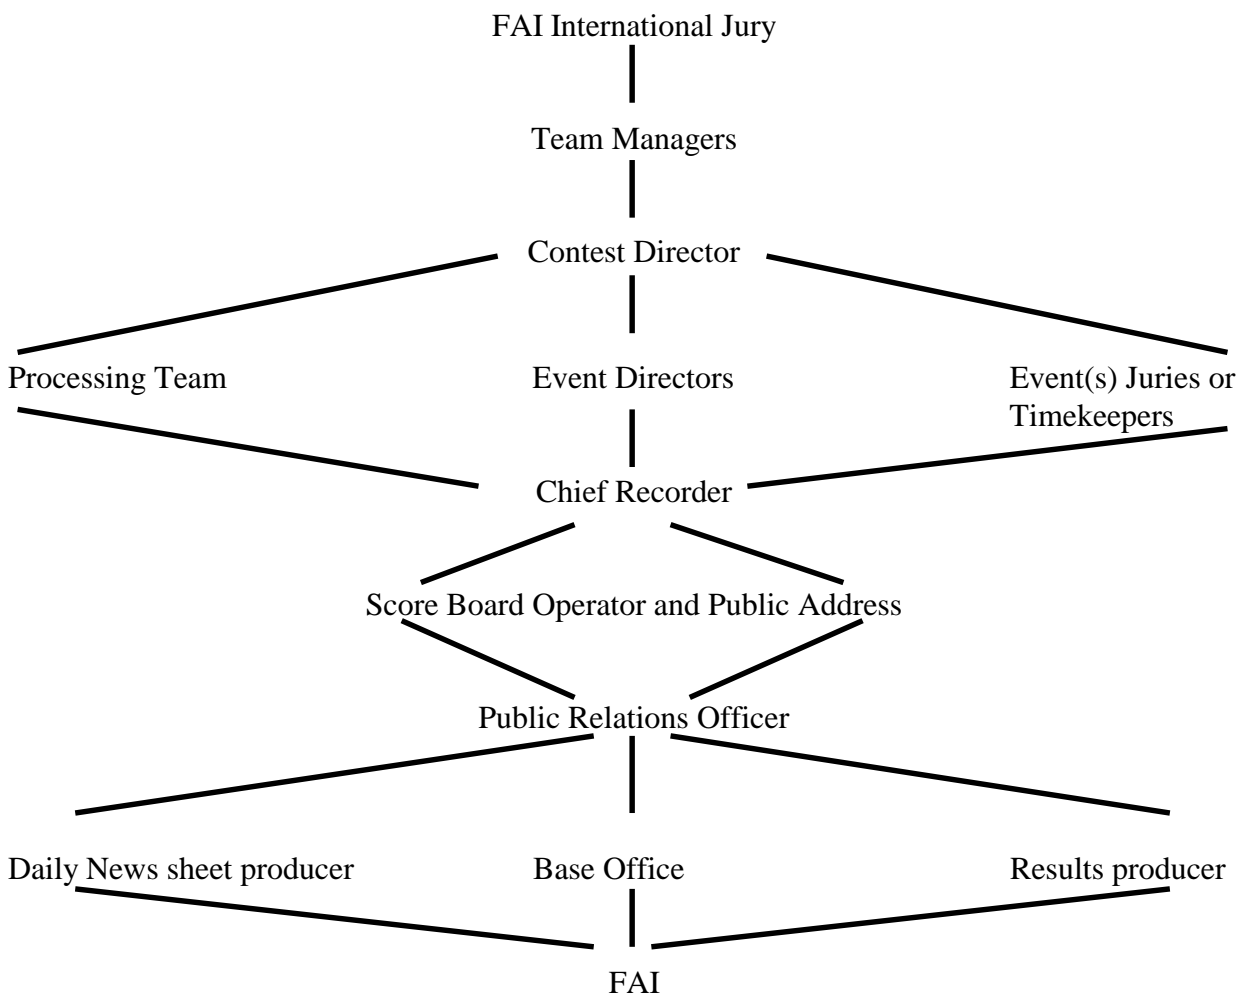 FAI International Jury
Team Managers
Contest Director
Processing Team
Event Directors
Event(s) Juries or
Timekeepers
Chief Recorder
Score Board Operator and Public Address
Public Relations Officer
Daily News sheet producer
Base Office
Results producer
FAI